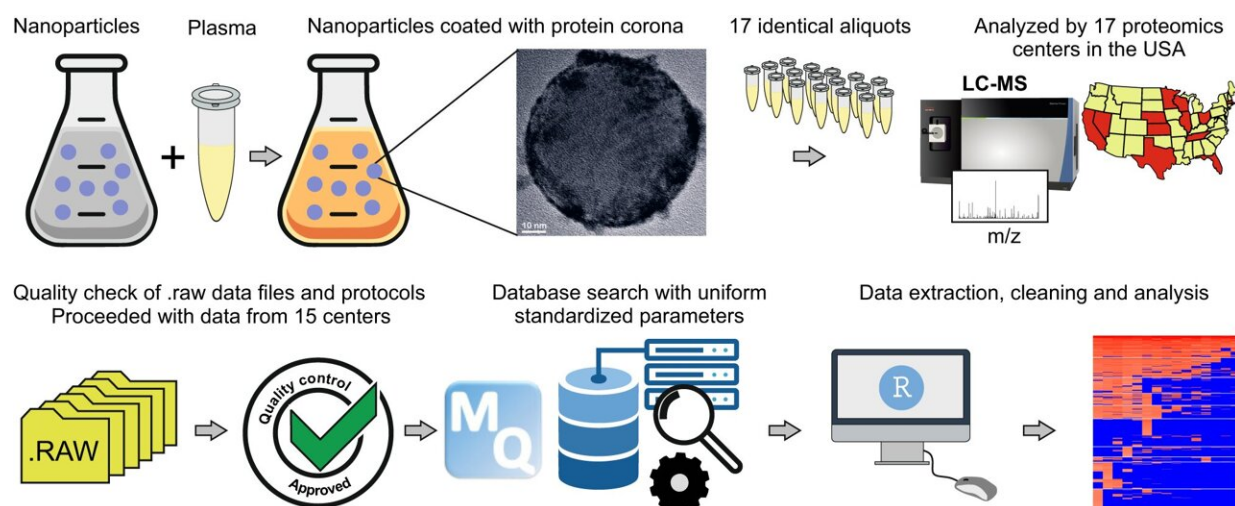 Nanoparticles
Plasma
Nanoparticles coated with protein corona
17 identical aliquots
Analyzed by 17 proteomics
centers in the USA
LC-MS
10 nm
m/z
Quality check of .raw data files and protocols
Proceeded with data from 15 centers
Database search with uniform
standardized parameters
Data extraction, cleaning and analysis
.RAW
Quality control
Approved
M
Q
R